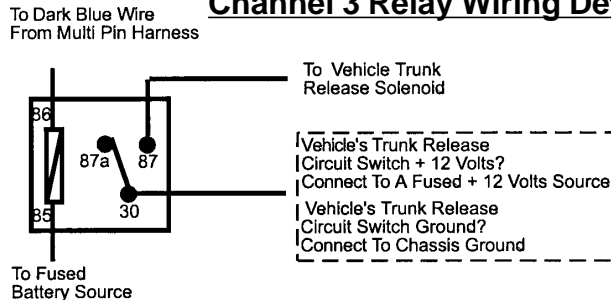 Channel 3 Relay Wiring
To Dark Blue Wire
From Multi Pin Harness
To Vehicle Trunk
Release Solenoid
86
87a
87
85
30
Vehicle's Trunk Release
Circuit Switch + 12 Volts?
Connect To A Fused + 12 Volts Source
Vehicle's Trunk Release
Circuit Switch Ground?
Connect To Chassis Ground
To Fused
Battery Source